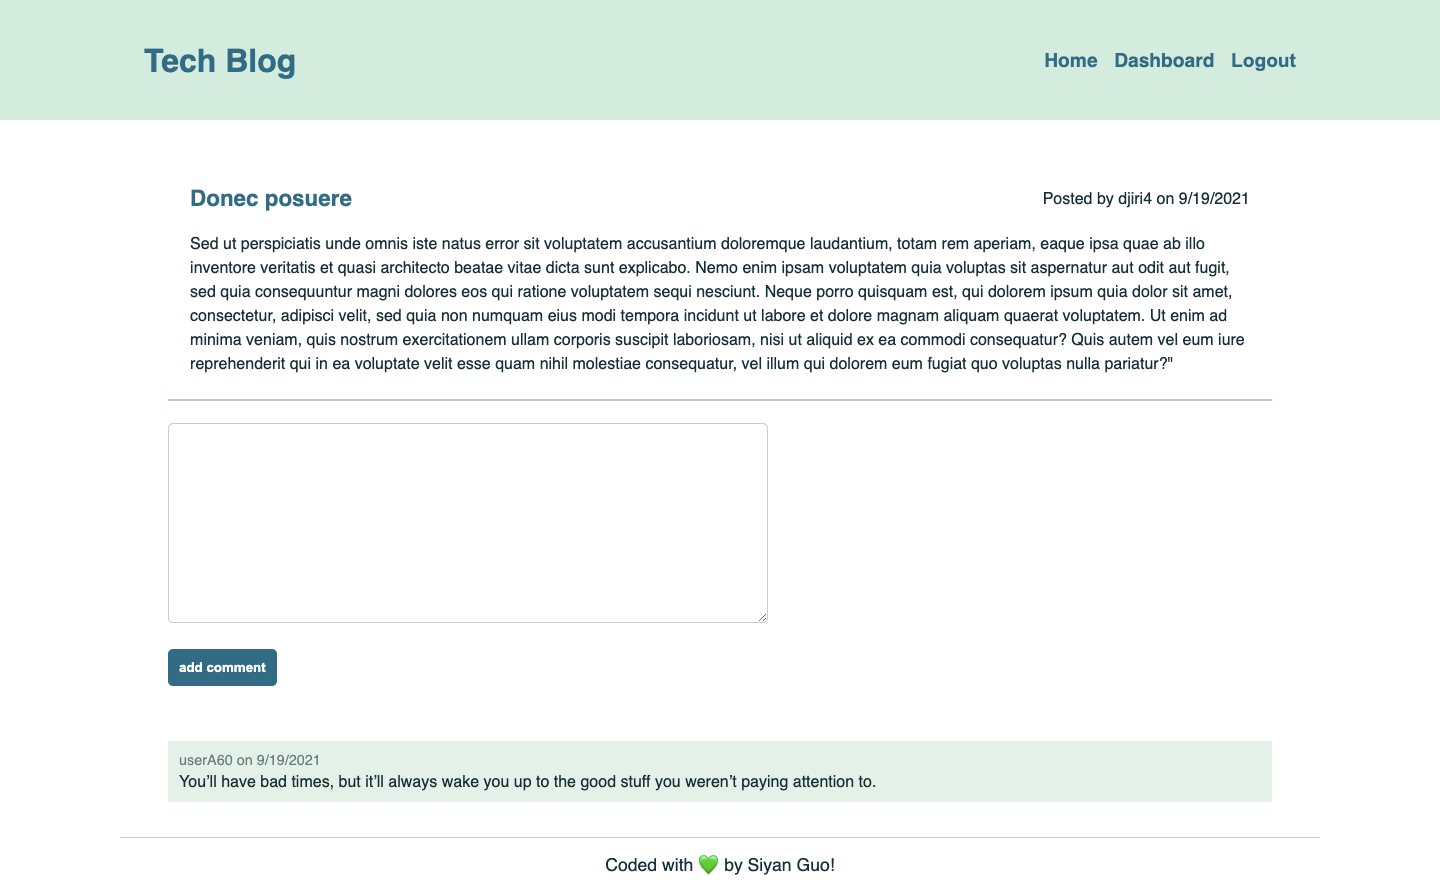 Tech Blog
Home Dashboard Logout
Donec posuere
Posted by djiri4 on 9/19/2021
Sed ut perspiciatis unde omnis iste natus error sit voluptatem accusantium doloremque laudantium, totam rem aperiam, eaque ipsa quae ab illo
inventore veritatis et quasi architecto beatae vitae dicta sunt explicabo. Nemo enim ipsam voluptatem quia voluptas sit aspernatur aut odit aut fugit,
sed quia consequuntur magni dolores eos qui ratione voluptatem sequi nesciunt. Neque porro quisquam est, qui dolorem ipsum quia dolor sit amet,
consectetur, adipisci velit, sed quia non numquam eius modi tempora incidunt ut labore et dolore magnam aliquam quaerat voluptatem. Ut enim ad
minima veniam, quis nostrum exercitationem ullam corporis suscipit laboriosam, nisi ut aliquid ex ea commodi consequatur? Quis autem vel eum iure
reprehenderit qui in ea voluptate velit esse quam nihil molestiae consequatur, vel illum qui dolorem eum fugiat quo voluptas nulla pariatur?"
add comment
userA60 on 9/19/2021
You’ll have bad times, but it’ll always wake you up to the good stuff you weren’t paying attention to.
Coded with 💚 by Siyan Guo!